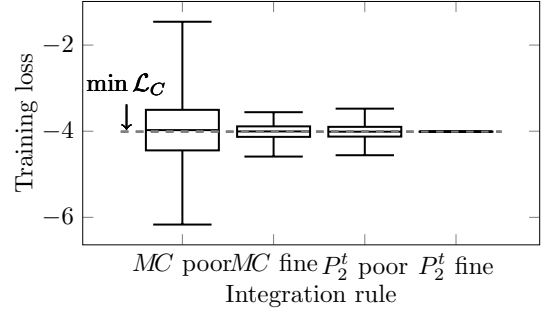 Training loss
−2
−4
−6
min 𝓛_C
MC poor MC fine P_2^t poor P_2^t fine
Integration rule